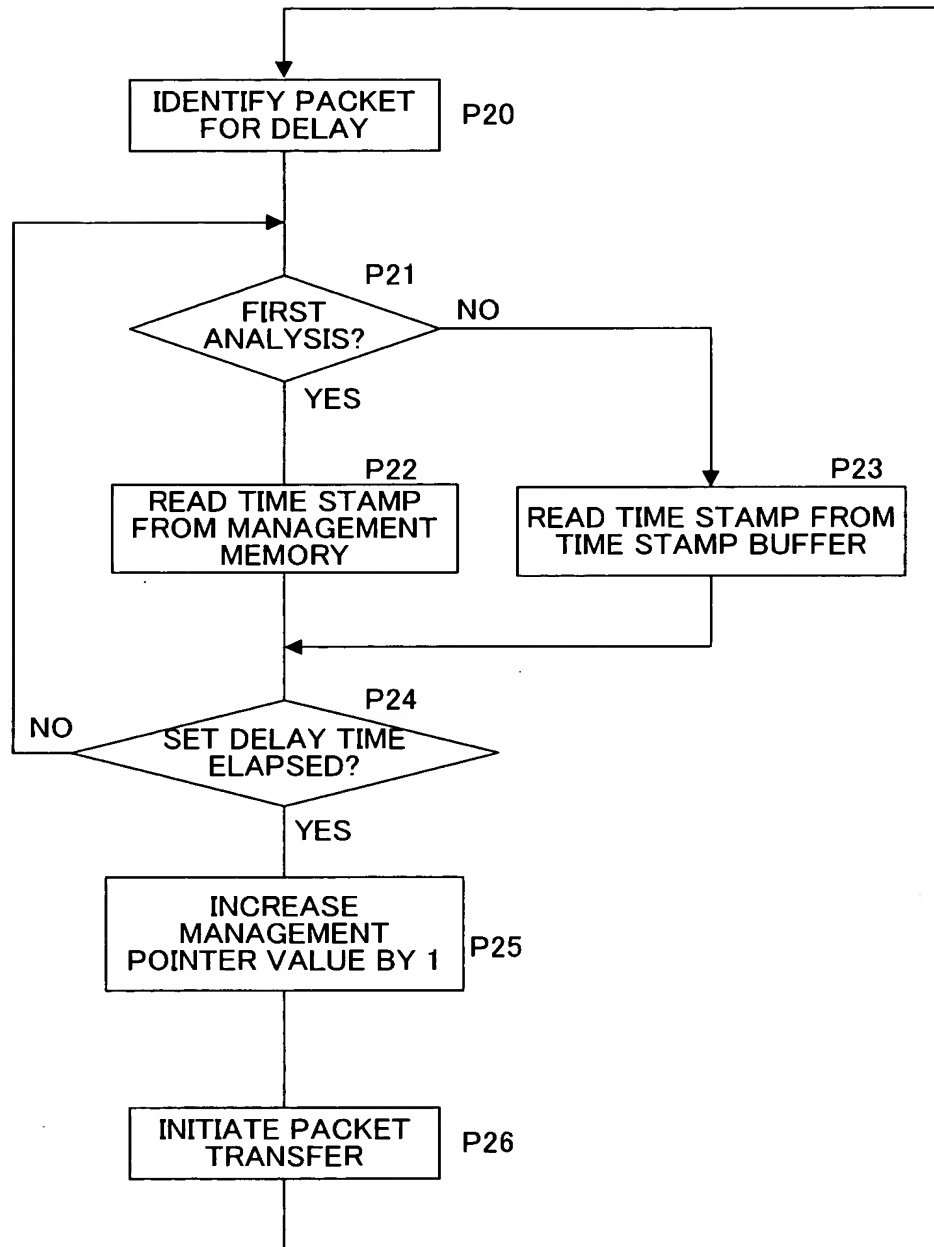 IDENTIFY PACKET
FOR DELAY
P20
P21
FIRST
ANALYSIS?
NO
YES
P22
READ TIME STAMP
FROM MANAGEMENT
MEMORY
P23
READ TIME STAMP FROM
TIME STAMP BUFFER
P24
NO
SET DELAY TIME
ELAPSED?
YES
INCREASE
MANAGEMENT
POINTER VALUE BY 1
P25
INITIATE PACKET
TRANSFER
P26